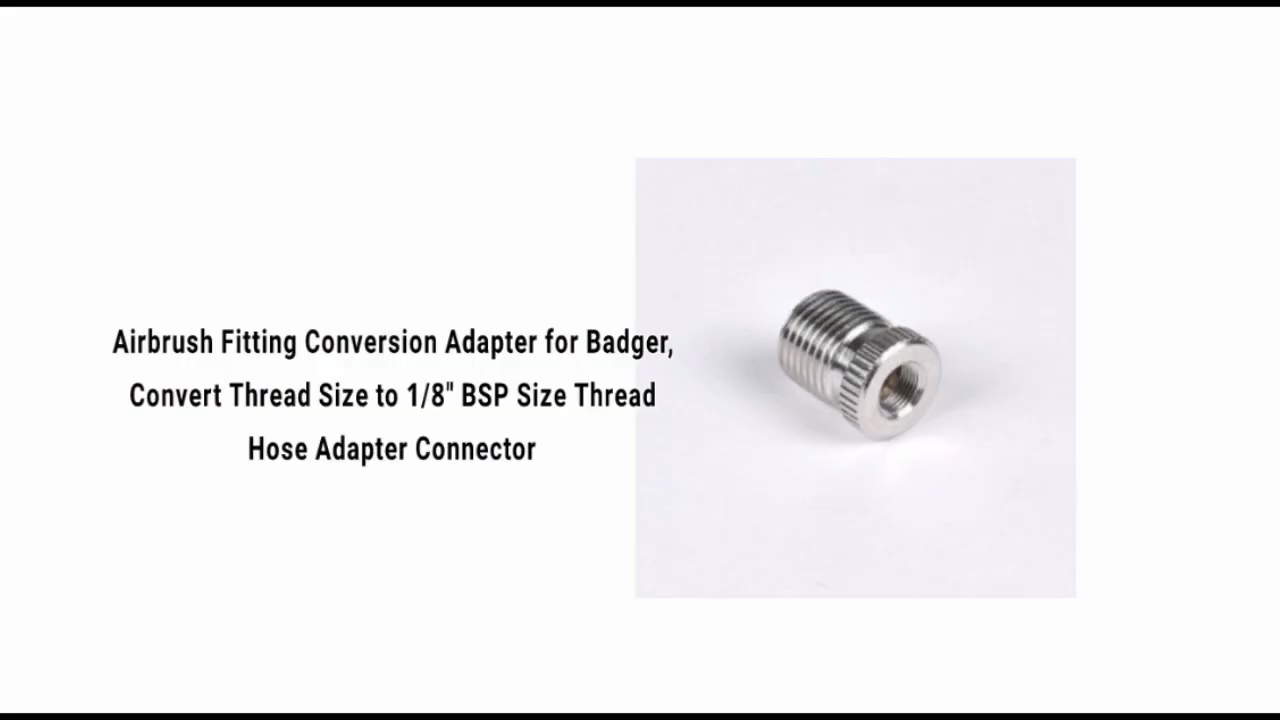 Airbrush Fitting Conversion Adapter for Badger,
Convert Thread Size to 1/8" BSP Size Thread
Hose Adapter Connector